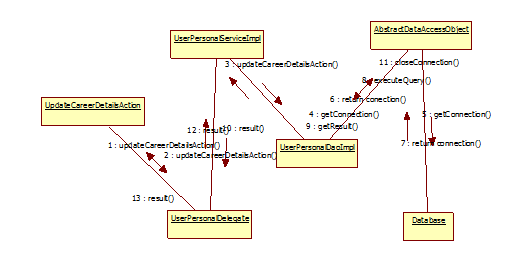 AbstractDataAccessObject
UserPersonalServiceImpl
11 : closeConnection()
3 : updateCareerDetailsAction()
8 : executeQuery()
UpdateCareerDetailsAction
6 : return connection()
4 : getConnection()
5 : getConnection()
9 : getResult()
12 : result()
10 : result()
1 : updateCareerDetailsAction()
2 : updateCareerDetailsAction()
7 : return connection()
UserPersonalDaoImpl
13 : result()
UserPersonalDelegate
Database